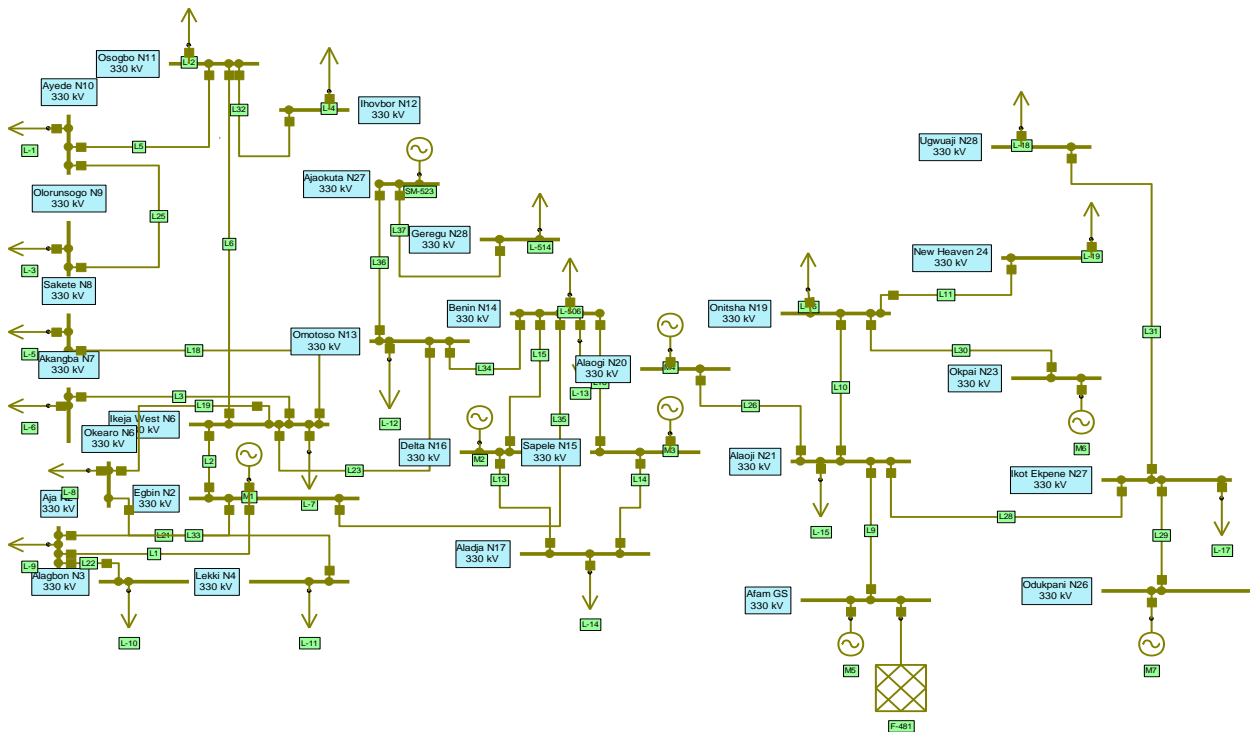 Osogbo N11
330 kV
L-2
Ayede N10
330 kV
L32
L-4
Ihovbor N12
330 kV
L-1
L5
Olorunsogo N9
330 kV
L25
L6
L-3
Sakete N8
330 kV
L-5
Akangba N7
330 kV
L18
L-6
L3
L19
Ikeja West N6
0 kV
Okearo N6
330 kV
L2
L23
L-7
L-8
Aja N2
330 kV
Egbin N2
330 kV
M1
L21
L33
L1
L-9
L22
Alagbon N3
330 kV
Lekki N4
330 kV
L-10
L-11
Ajaokuta N27
330 kV
SM-523
L37
Geregu N28
330 kV
L-514
L36
Omotoso N13
330 kV
L-12
L34
Benin N14
330 kV
L-506
L15
Alaogi N20
330 kV
L-13
L35
Delta N16
330 kV
M2
Sapele N15
330 kV
M3
L13
L14
Aladja N17
330 kV
L-14
L26
Ugwuaji N28
330 kV
L-18
L31
New Heaven 24
330 kV
L-19
L11
Onitsha N19
330 kV
L10
L30
Okpai N23
330 kV
M6
Alaoji N21
330 kV
L-15
L9
L28
Ikot Ekpene N27
330 kV
L29
L-17
Afam GS
330 kV
M5
F-481
Odukpani N26
330 kV
M7